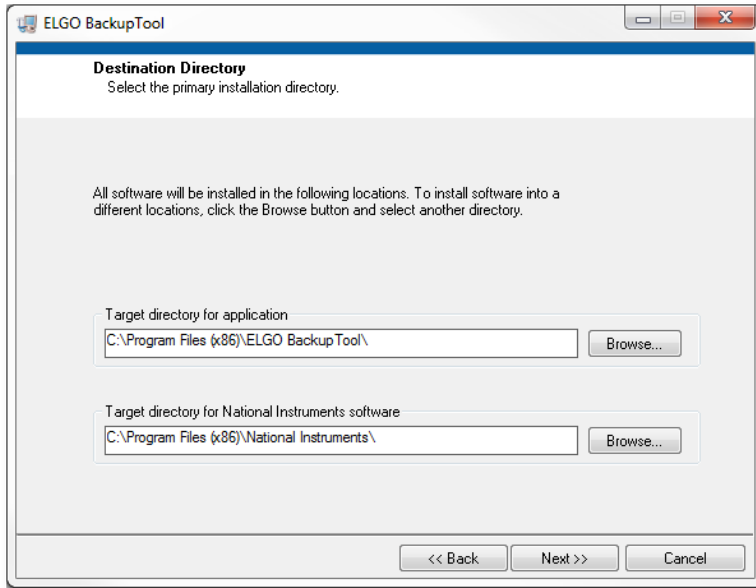 ELGO BackupTool
Destination Directory
Select the primary installation directory.
All software will be installed in the following locations. To install software into a
different locations, click the Browse button and select another directory.
Target directory for application
C:\Program Files (x86)\ELGO BackupTool\
Browse...
Target directory for National Instruments software
C:\Program Files (x86)\National Instruments\
Browse...
<< Back
Next >>
Cancel